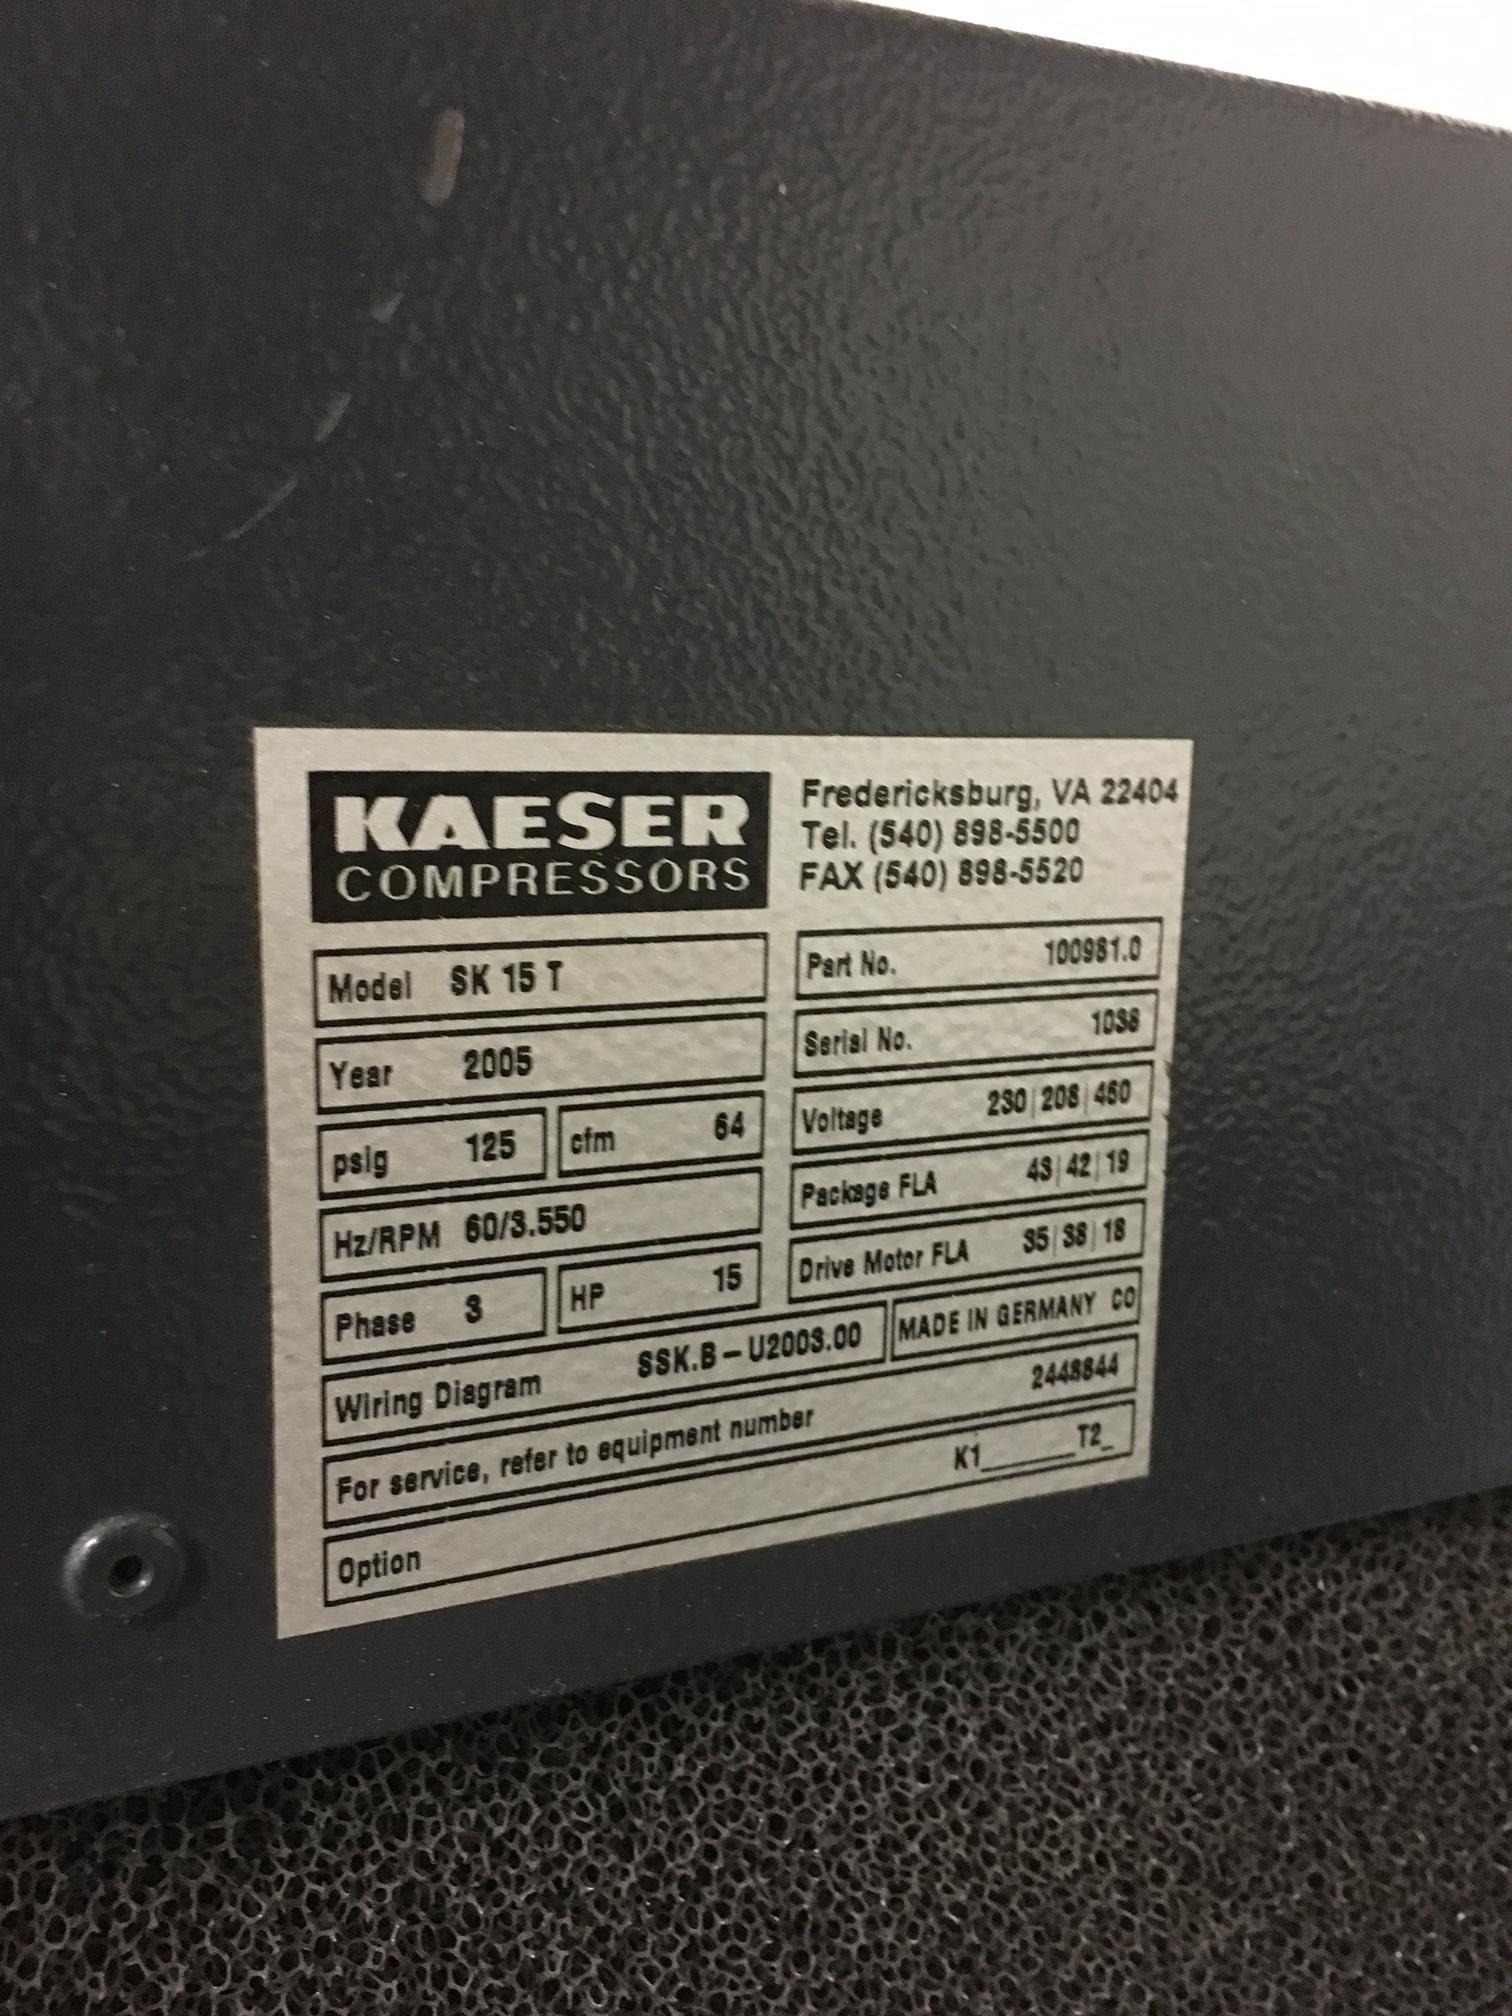 KAESER
COMPRESSORS
Fredericksburg, VA 22404
Tel. (540) 898-5500
FAX (540) 898-5520
Model SK 15 T
Year 2005
psig 125 cfm 64
Hz/RPM 60/3.550
Phase 3 HP 15
Part No. 100981.0
Serial No. 1038
Voltage 230|208|460
Package FLA 43|42|19
Drive Motor FLA 35|38|18
Wiring Diagram SSK.B – U2003.00 MADE IN GERMANY CO
For service, refer to equipment number 2448844
Option K1______T2_